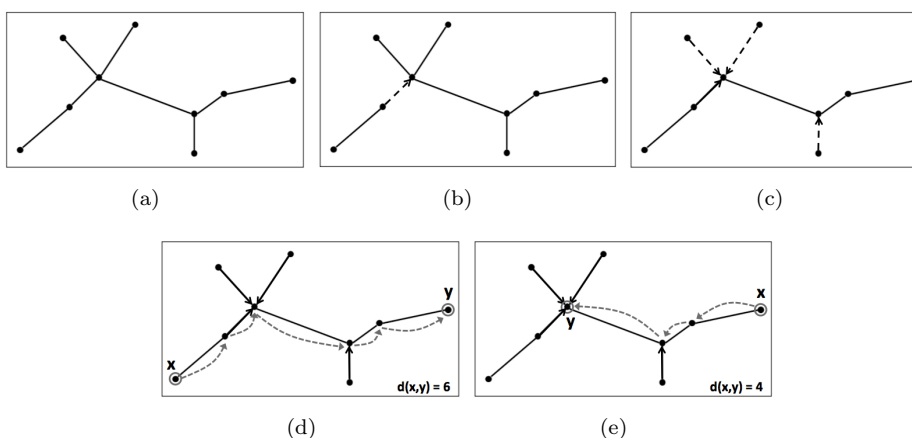 (a) (b) (c)
y
x
x
y
d(x,y) = 6 d(x,y) = 4
(d) (e)